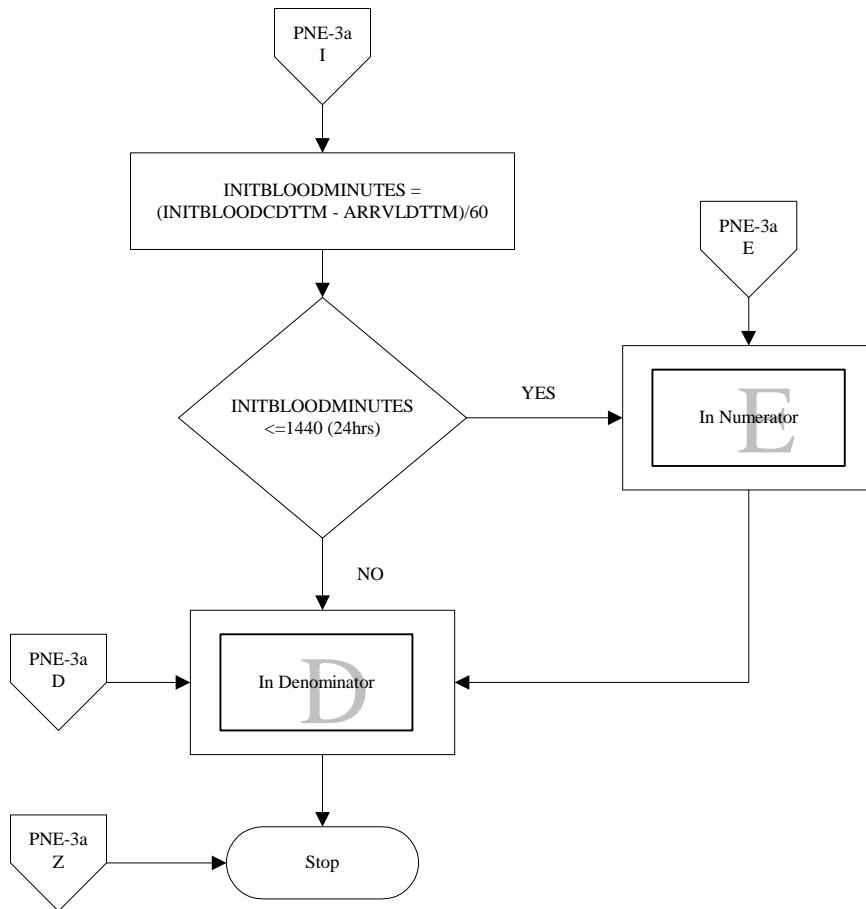 PNE-3a
I
INITBLOODMINUTES =
(INITBLOODCDTTM - ARRVLDTTM)/60
PNE-3a
E
INITBLOODMINUTES
<=1440 (24hrs)
YES
E
In Numerator
NO
PNE-3a
D
D
In Denominator
PNE-3a
Z
Stop